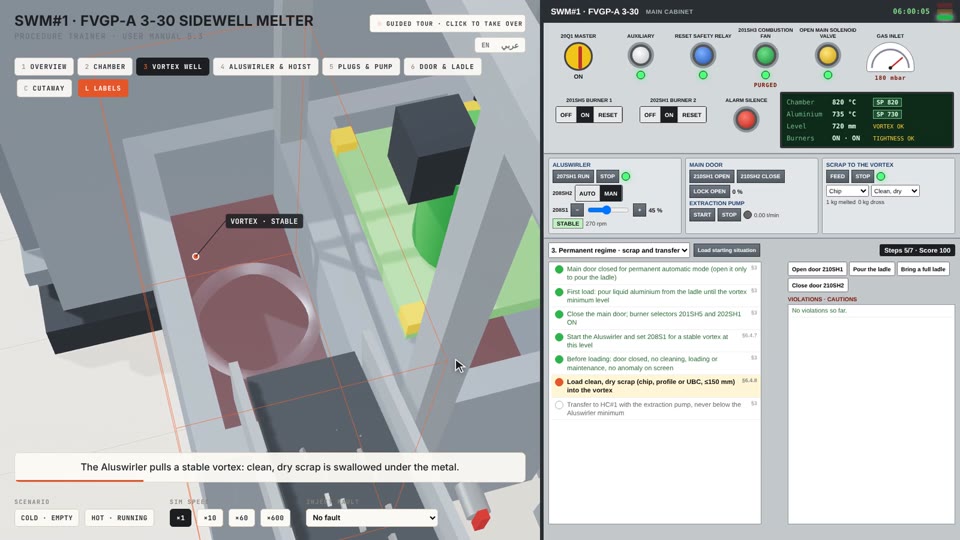 SWM#1 · FVGP-A 3-30 SIDEWELL MELTER
PROCEDURE TRAINER · USER MANUAL 5.3
GUIDED TOUR · CLICK TO TAKE OVER
EN عربي
1 OVERVIEW
2 CHAMBER
3 VORTEX WELL
4 ALUSWIRLER & HOIST
5 PLUGS & PUMP
6 DOOR & LADLE
C CUTAWAY
L LABELS
VORTEX · STABLE
The Aluswirler pulls a stable vortex: clean, dry scrap is swallowed under the metal.
SCENARIO
COLD · EMPTY
HOT · RUNNING
SIM SPEED
×1
×10
×60
×600
INJECT FAULT
No fault
SWM#1 · FVGP-A 3-30 MAIN CABINET
06:00:05
20Q1 MASTER
ON
AUXILIARY
RESET SAFETY RELAY
201SH3 COMBUSTION FAN
PURGED
OPEN MAIN SOLENOID VALVE
GAS INLET
180 mbar
201SH5 BURNER 1
OFF ON RESET
202SH1 BURNER 2
OFF ON RESET
ALARM SILENCE
Chamber 820 °C SP 820
Aluminium 735 °C SP 730
Level 720 mm VORTEX OK
Burners ON · ON TIGHTNESS OK
ALUSWIRLER
207SH1 RUN STOP
208SH2 AUTO MAN
208S1 − + 45 %
STABLE 270 rpm
MAIN DOOR
210SH1 OPEN 210SH2 CLOSE
LOCK OPEN 0 %
EXTRACTION PUMP
START STOP 0.00 t/min
SCRAP TO THE VORTEX
FEED STOP
Chip Clean, dry
1 kg melted 0 kg dross
3. Permanent regime · scrap and transfer
Load starting situation
Steps 5/7 · Score 100
Main door closed for permanent automatic mode (open it only to pour the ladle) §3
First load: pour liquid aluminium from the ladle until the vortex minimum level §3
Close the main door; burner selectors 201SH5 and 202SH1 ON §3
Start the Aluswirler and set 208S1 for a stable vortex at this level §5.4.7
Before loading: door closed, no cleaning, loading or maintenance, no anomaly on screen §3
Load clean, dry scrap (chip, profile or UBC, ≤150 mm) into the vortex §5.4.8
Transfer to HC#1 with the extraction pump, never below the Aluswirler minimum §3
Open door 210SH1
Pour the ladle
Bring a full ladle
Close door 210SH2
VIOLATIONS · CAUTIONS
No violations so far.